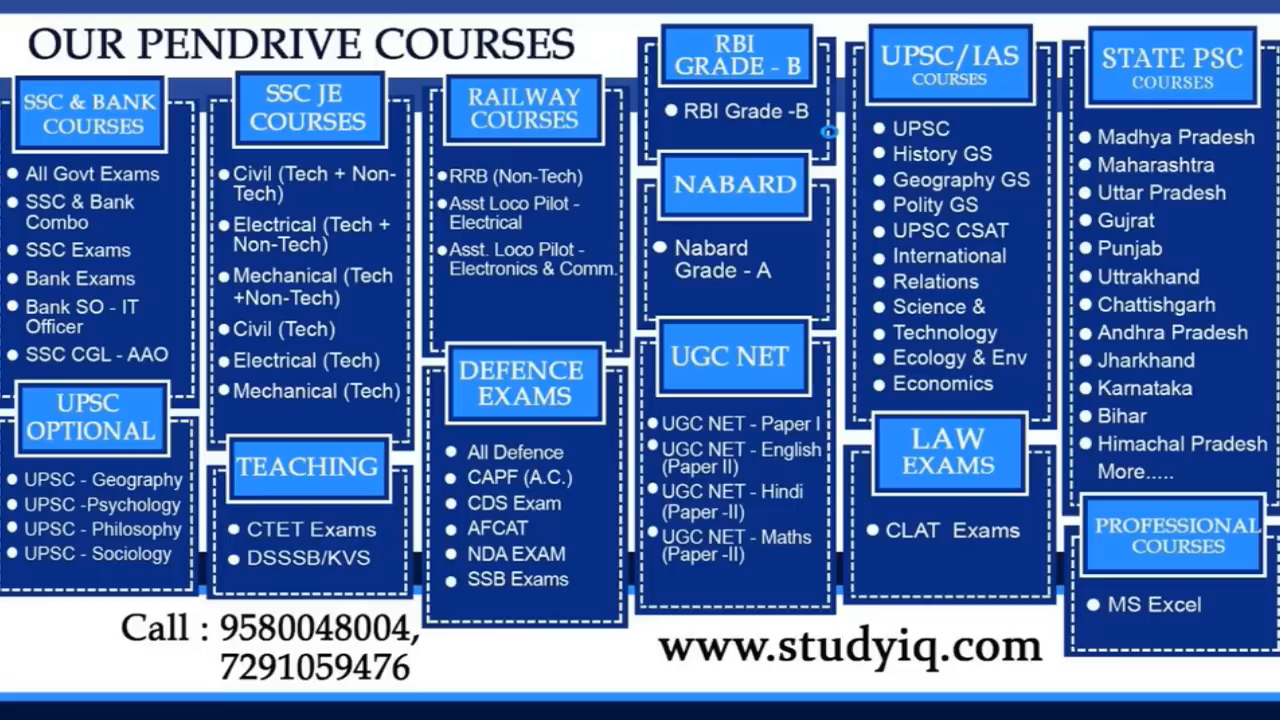 OUR PENDRIVE COURSES
SSC & BANK
COURSES
All Govt Exams
SSC & Bank
Combo
SSC Exams
Bank Exams
Bank SO - IT
Officer
SSC CGL - AAO
UPSC
OPTIONAL
UPSC - Geography
UPSC -Psychology
UPSC - Philosophy
UPSC - Sociology
SSC JE
COURSES
Civil (Tech + Non-
Tech)
Electrical (Tech +
Non-Tech)
Mechanical (Tech
+Non-Tech)
Civil (Tech)
Electrical (Tech)
Mechanical (Tech)
TEACHING
CTET Exams
DSSSB/KVS
RAILWAY
COURSES
RRB (Non-Tech)
Asst Loco Pilot -
Electrical
Asst. Loco Pilot -
Electronics & Comm.
DEFENCE
EXAMS
All Defence
CAPF (A.C.)
CDS Exam
AFCAT
NDA EXAM
SSB Exams
RBI
GRADE - B
RBI Grade -B
NABARD
Nabard
Grade - A
UGC NET
UGC NET - Paper I
UGC NET - English
(Paper II)
UGC NET - Hindi
(Paper -II)
UGC NET - Maths
(Paper -II)
UPSC/IAS
COURSES
UPSC
History GS
Geography GS
Polity GS
UPSC CSAT
International
Relations
Science &
Technology
Ecology & Env
Economics
LAW
EXAMS
CLAT Exams
STATE PSC
COURSES
Madhya Pradesh
Maharashtra
Uttar Pradesh
Gujrat
Punjab
Uttrakhand
Chattishgarh
Andhra Pradesh
Jharkhand
Karnataka
Bihar
Himachal Pradesh
More.....
PROFESSIONAL
COURSES
MS Excel
Call : 9580048004,
7291059476
www.studyiq.com